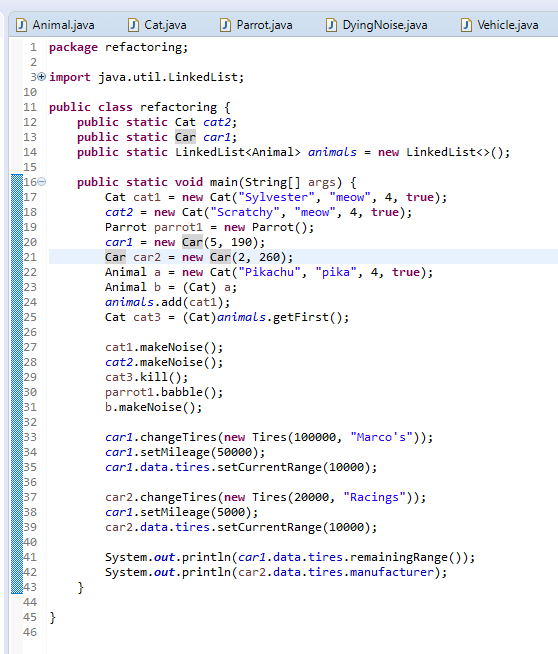 Animal.java Cat.java Parrot.java DyingNoise.java Vehicle.java
1 package refactoring;
2
3 import java.util.LinkedList;
10
11 public class refactoring {
12     public static Cat cat2;
13     public static Car car1;
14     public static LinkedList<Animal> animals = new LinkedList<>();
15
16     public static void main(String[] args) {
17         Cat cat1 = new Cat("Sylvester", "meow", 4, true);
18         cat2 = new Cat("Scratchy", "meow", 4, true);
19         Parrot parrot1 = new Parrot();
20         car1 = new Car(5, 190);
21         Car car2 = new Car(2, 260);
22         Animal a = new Cat("Pikachu", "pika", 4, true);
23         Animal b = (Cat) a;
24         animals.add(cat1);
25         Cat cat3 = (Cat)animals.getFirst();
26
27         cat1.makeNoise();
28         cat2.makeNoise();
29         cat3.kill();
30         parrot1.babble();
31         b.makeNoise();
32
33         car1.changeTires(new Tires(100000, "Marco's"));
34         car1.setMileage(50000);
35         car1.data.tires.setCurrentRange(10000);
36
37         car2.changeTires(new Tires(20000, "Racings"));
38         car1.setMileage(5000);
39         car2.data.tires.setCurrentRange(10000);
40
41         System.out.println(car1.data.tires.remainingRange());
42         System.out.println(car2.data.tires.manufacturer);
43     }
44
45 }
46